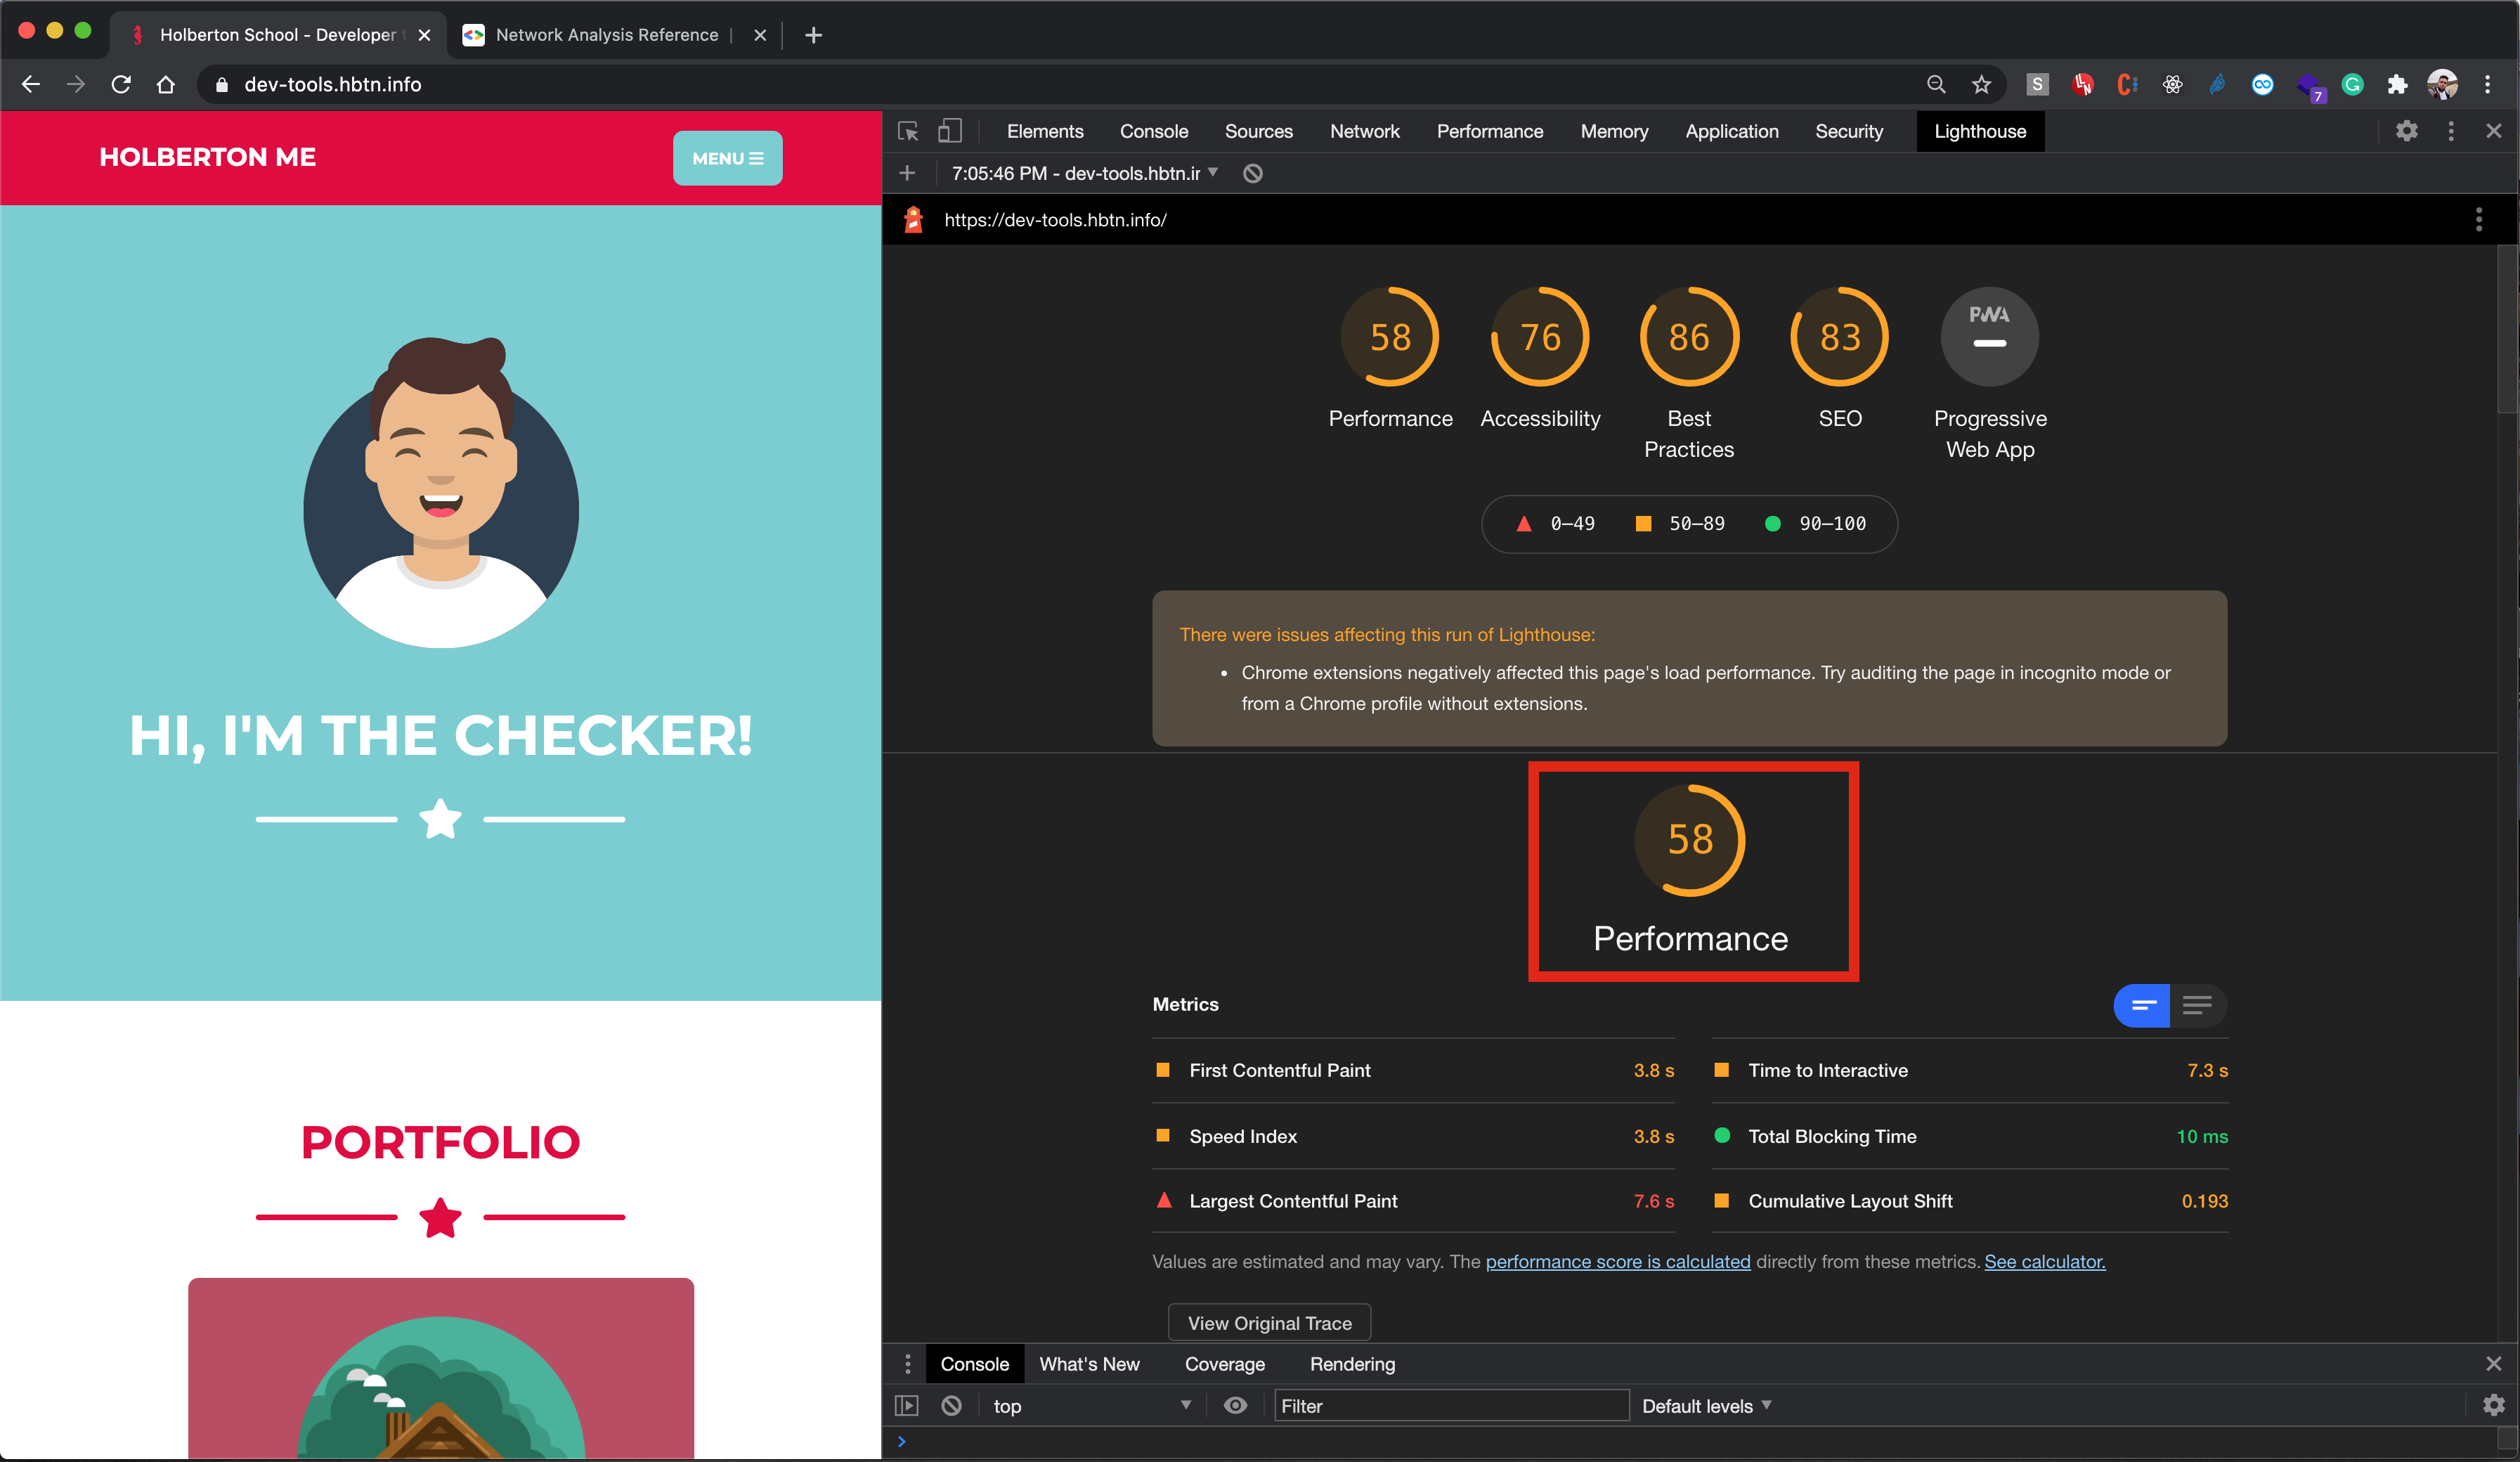 Holberton School - Developer t
Network Analysis Reference |
dev-tools.hbtn.info
S
7
HOLBERTON ME
MENU
HI, I'M THE CHECKER!
PORTFOLIO
Elements Console Sources Network Performance Memory Application Security Lighthouse
7:05:46 PM - dev-tools.hbtn.ir
https://dev-tools.hbtn.info/
58 76 86 83 PWA
Performance Accessibility Best Practices SEO Progressive Web App
0–49 50–89 90–100
There were issues affecting this run of Lighthouse:
• Chrome extensions negatively affected this page's load performance. Try auditing the page in incognito mode or
from a Chrome profile without extensions.
58
Performance
Metrics
First Contentful Paint 3.8 s
Time to Interactive 7.3 s
Speed Index 3.8 s
Total Blocking Time 10 ms
Largest Contentful Paint 7.6 s
Cumulative Layout Shift 0.193
Values are estimated and may vary. The performance score is calculated directly from these metrics. See calculator.
View Original Trace
Console What's New Coverage Rendering
top Filter Default levels